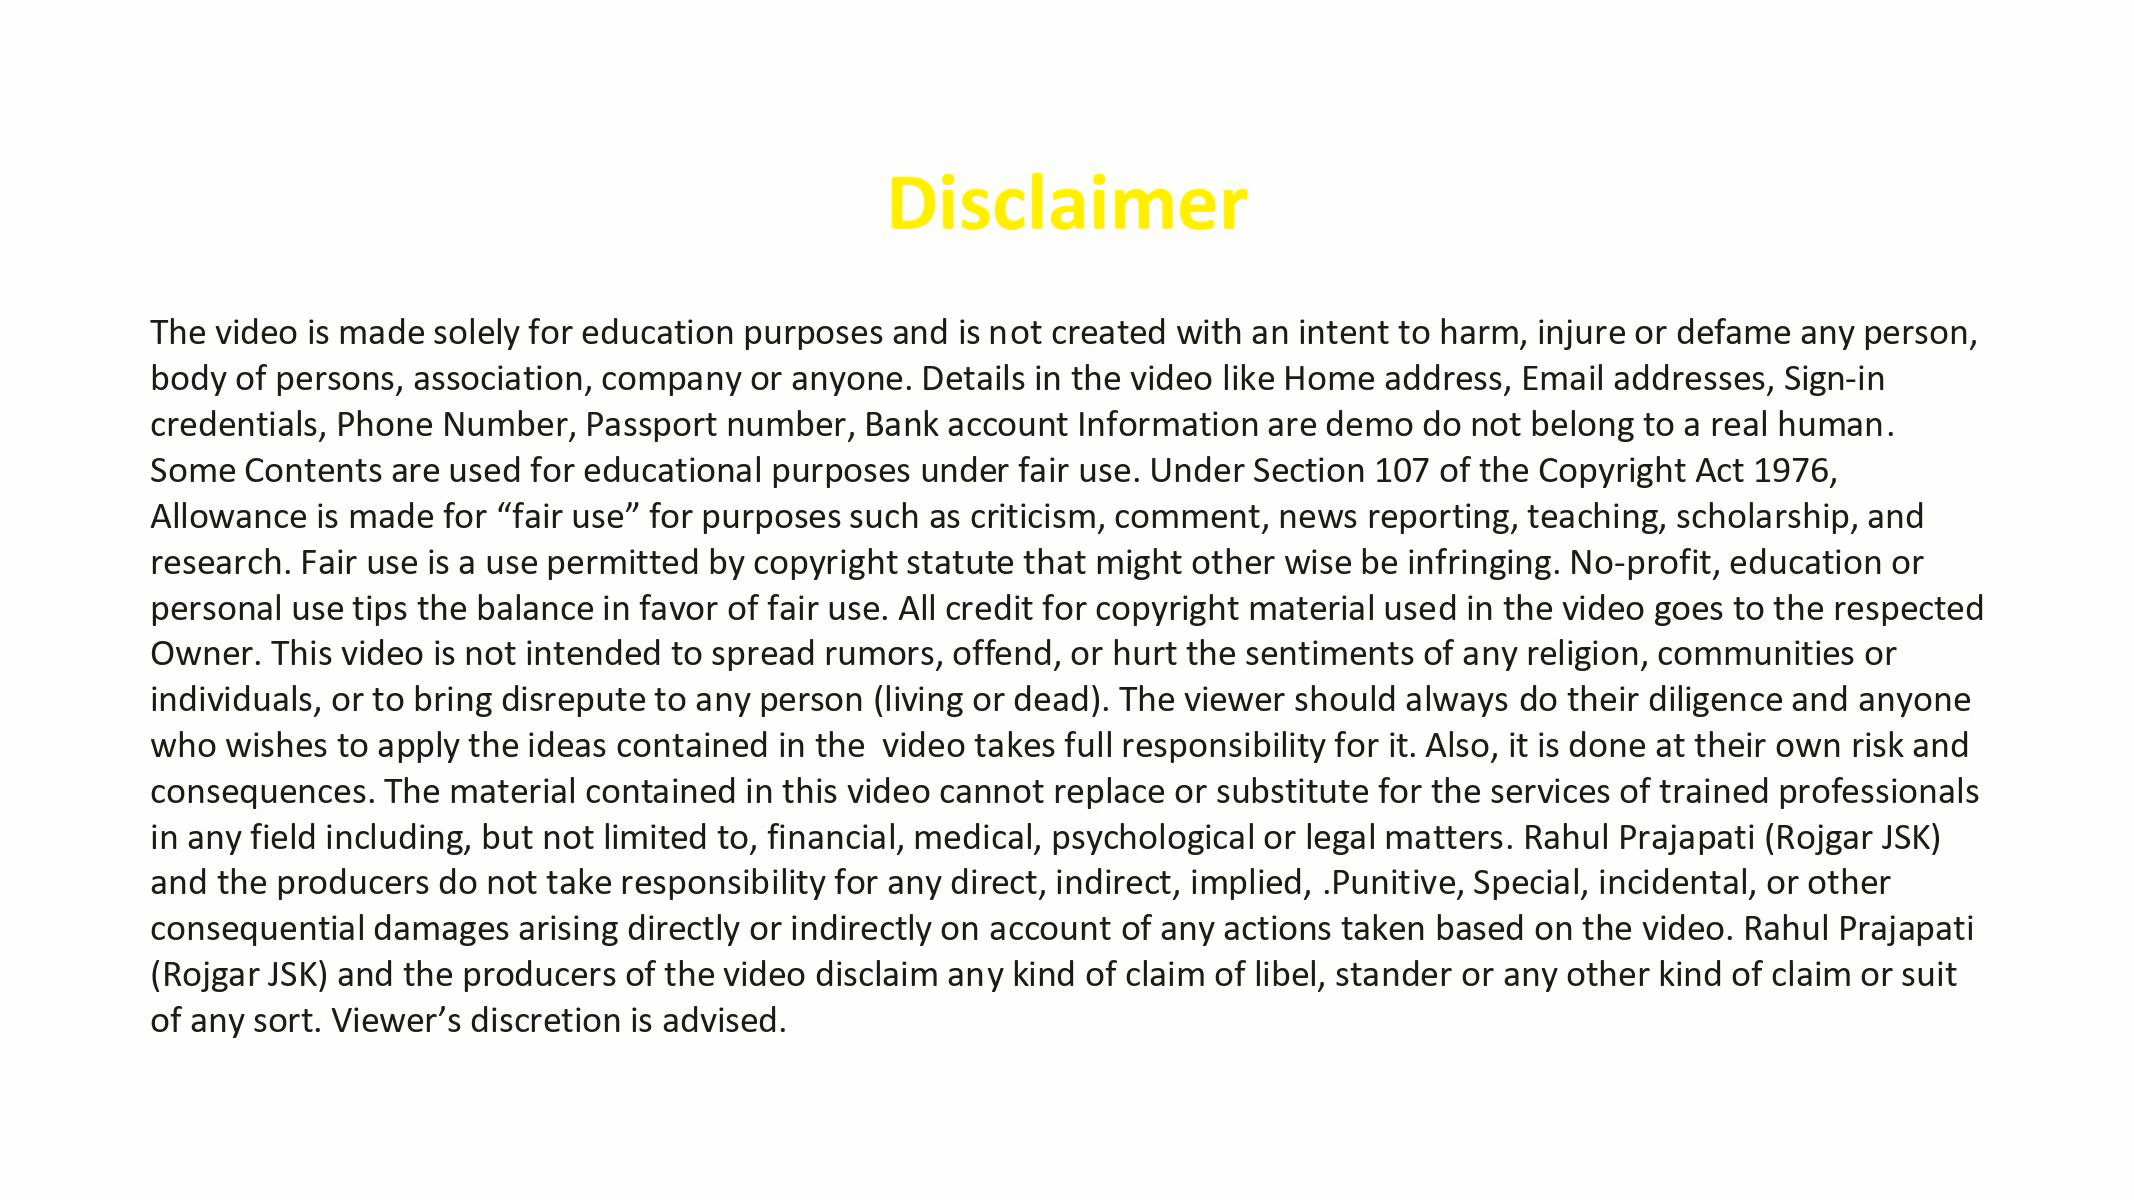 Disclaimer
The video is made solely for education purposes and is not created with an intent to harm, injure or defame any person,
body of persons, association, company or anyone. Details in the video like Home address, Email addresses, Sign-in
credentials, Phone Number, Passport number, Bank account Information are demo do not belong to a real human.
Some Contents are used for educational purposes under fair use. Under Section 107 of the Copyright Act 1976,
Allowance is made for “fair use” for purposes such as criticism, comment, news reporting, teaching, scholarship, and
research. Fair use is a use permitted by copyright statute that might other wise be infringing. No-profit, education or
personal use tips the balance in favor of fair use. All credit for copyright material used in the video goes to the respected
Owner. This video is not intended to spread rumors, offend, or hurt the sentiments of any religion, communities or
individuals, or to bring disrepute to any person (living or dead). The viewer should always do their diligence and anyone
who wishes to apply the ideas contained in the  video takes full responsibility for it. Also, it is done at their own risk and
consequences. The material contained in this video cannot replace or substitute for the services of trained professionals
in any field including, but not limited to, financial, medical, psychological or legal matters. Rahul Prajapati (Rojgar JSK)
and the producers do not take responsibility for any direct, indirect, implied, .Punitive, Special, incidental, or other
consequential damages arising directly or indirectly on account of any actions taken based on the video. Rahul Prajapati
(Rojgar JSK) and the producers of the video disclaim any kind of claim of libel, stander or any other kind of claim or suit
of any sort. Viewer’s discretion is advised.